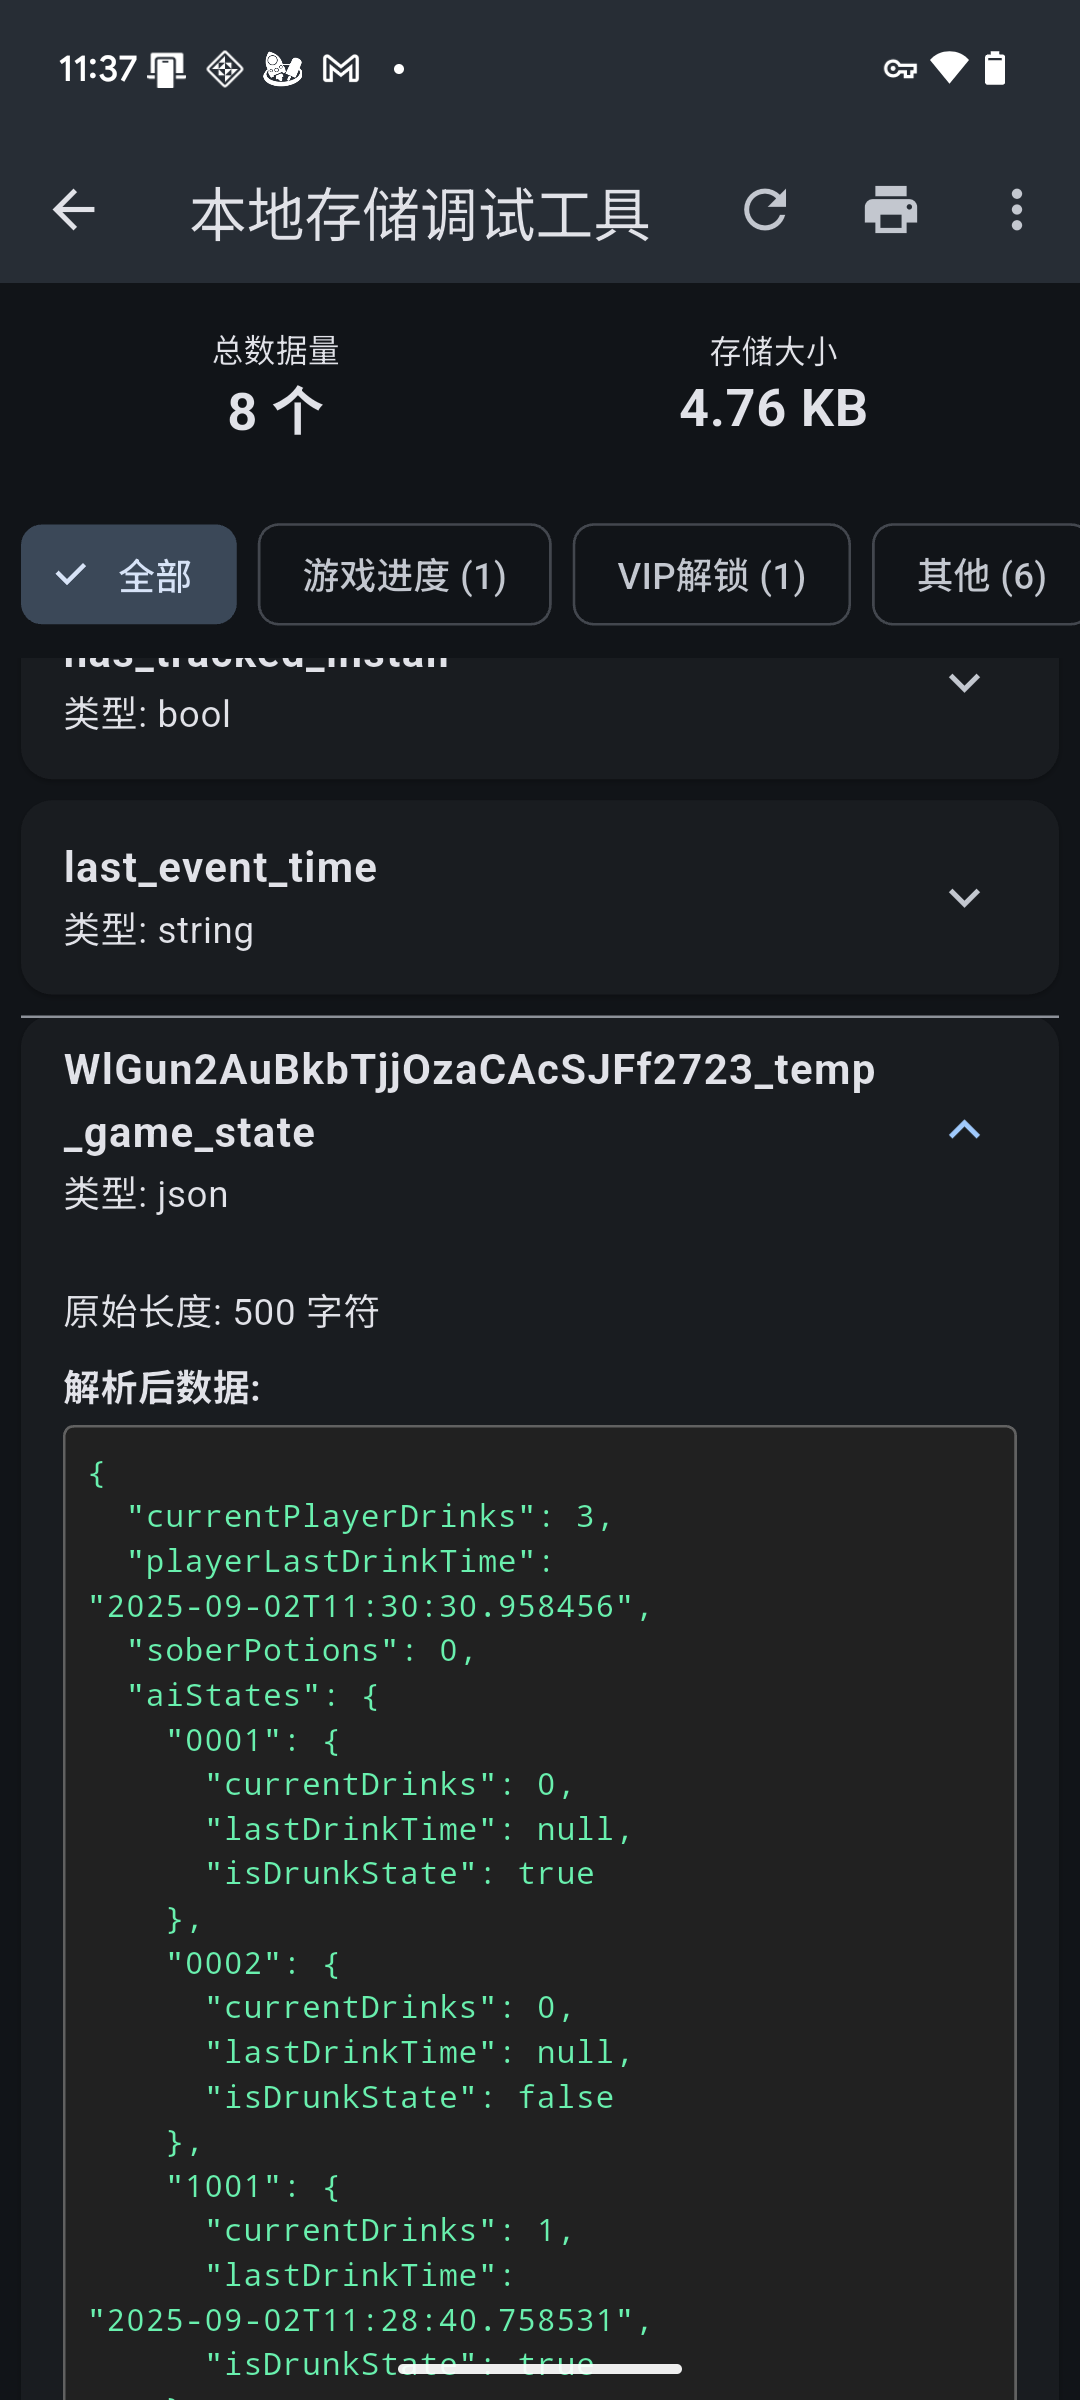 11:37
本地存储调试工具
总数据量
8 个
存储大小
4.76 KB
全部
游戏进度 (1)
VIP解锁 (1)
其他 (6)
has_tracked_install
类型: bool
last_event_time
类型: string
WlGun2AuBkbTjjOzaCAcSJFf2723_temp
_game_state
类型: json
原始长度: 500 字符
解析后数据:
{
"currentPlayerDrinks": 3,
"playerLastDrinkTime":
"2025-09-02T11:30:30.958456",
"soberPotions": 0,
"aiStates": {
"0001": {
"currentDrinks": 0,
"lastDrinkTime": null,
"isDrunkState": true
},
"0002": {
"currentDrinks": 0,
"lastDrinkTime": null,
"isDrunkState": false
},
"1001": {
"currentDrinks": 1,
"lastDrinkTime":
"2025-09-02T11:28:40.758531",
"isDrunkState": true